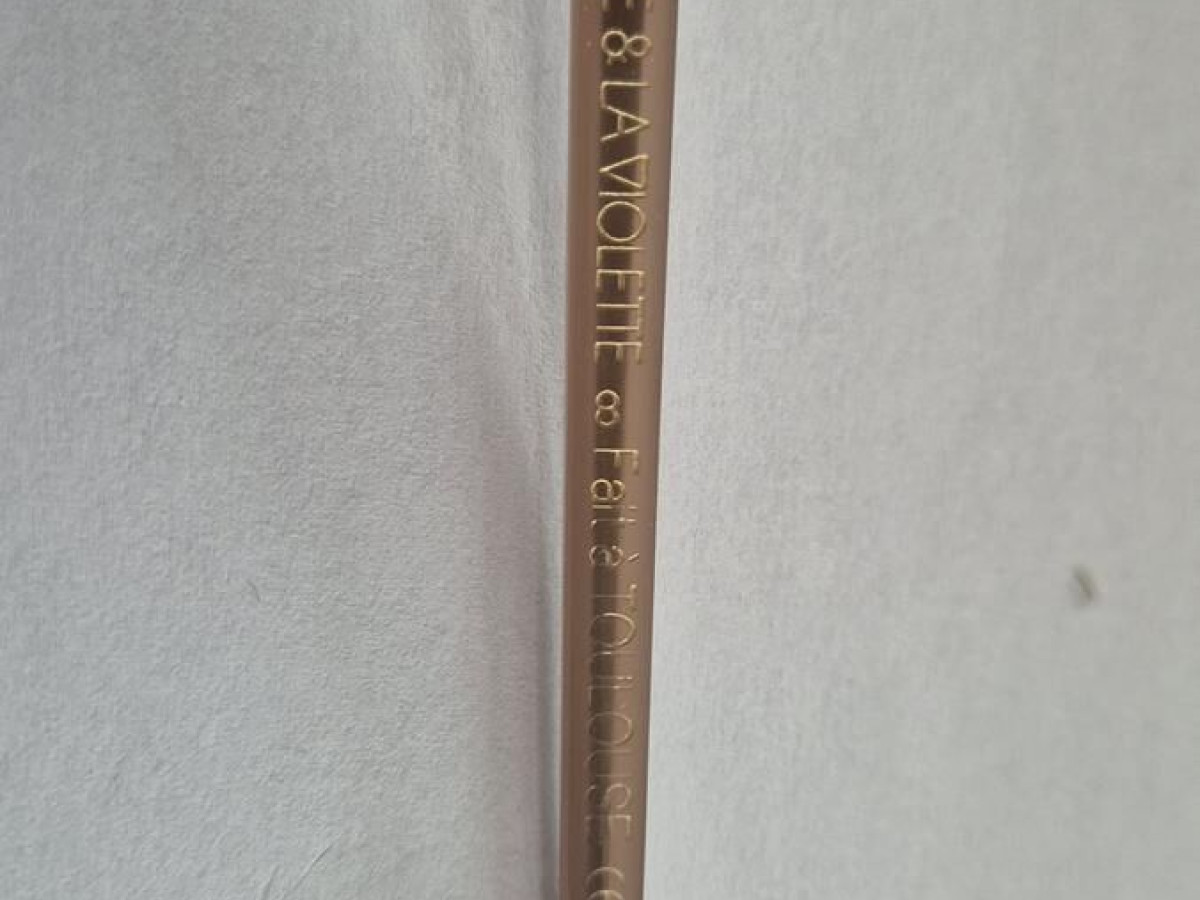 & LA VIOLETTE ∞ Fait à TOULOUSE